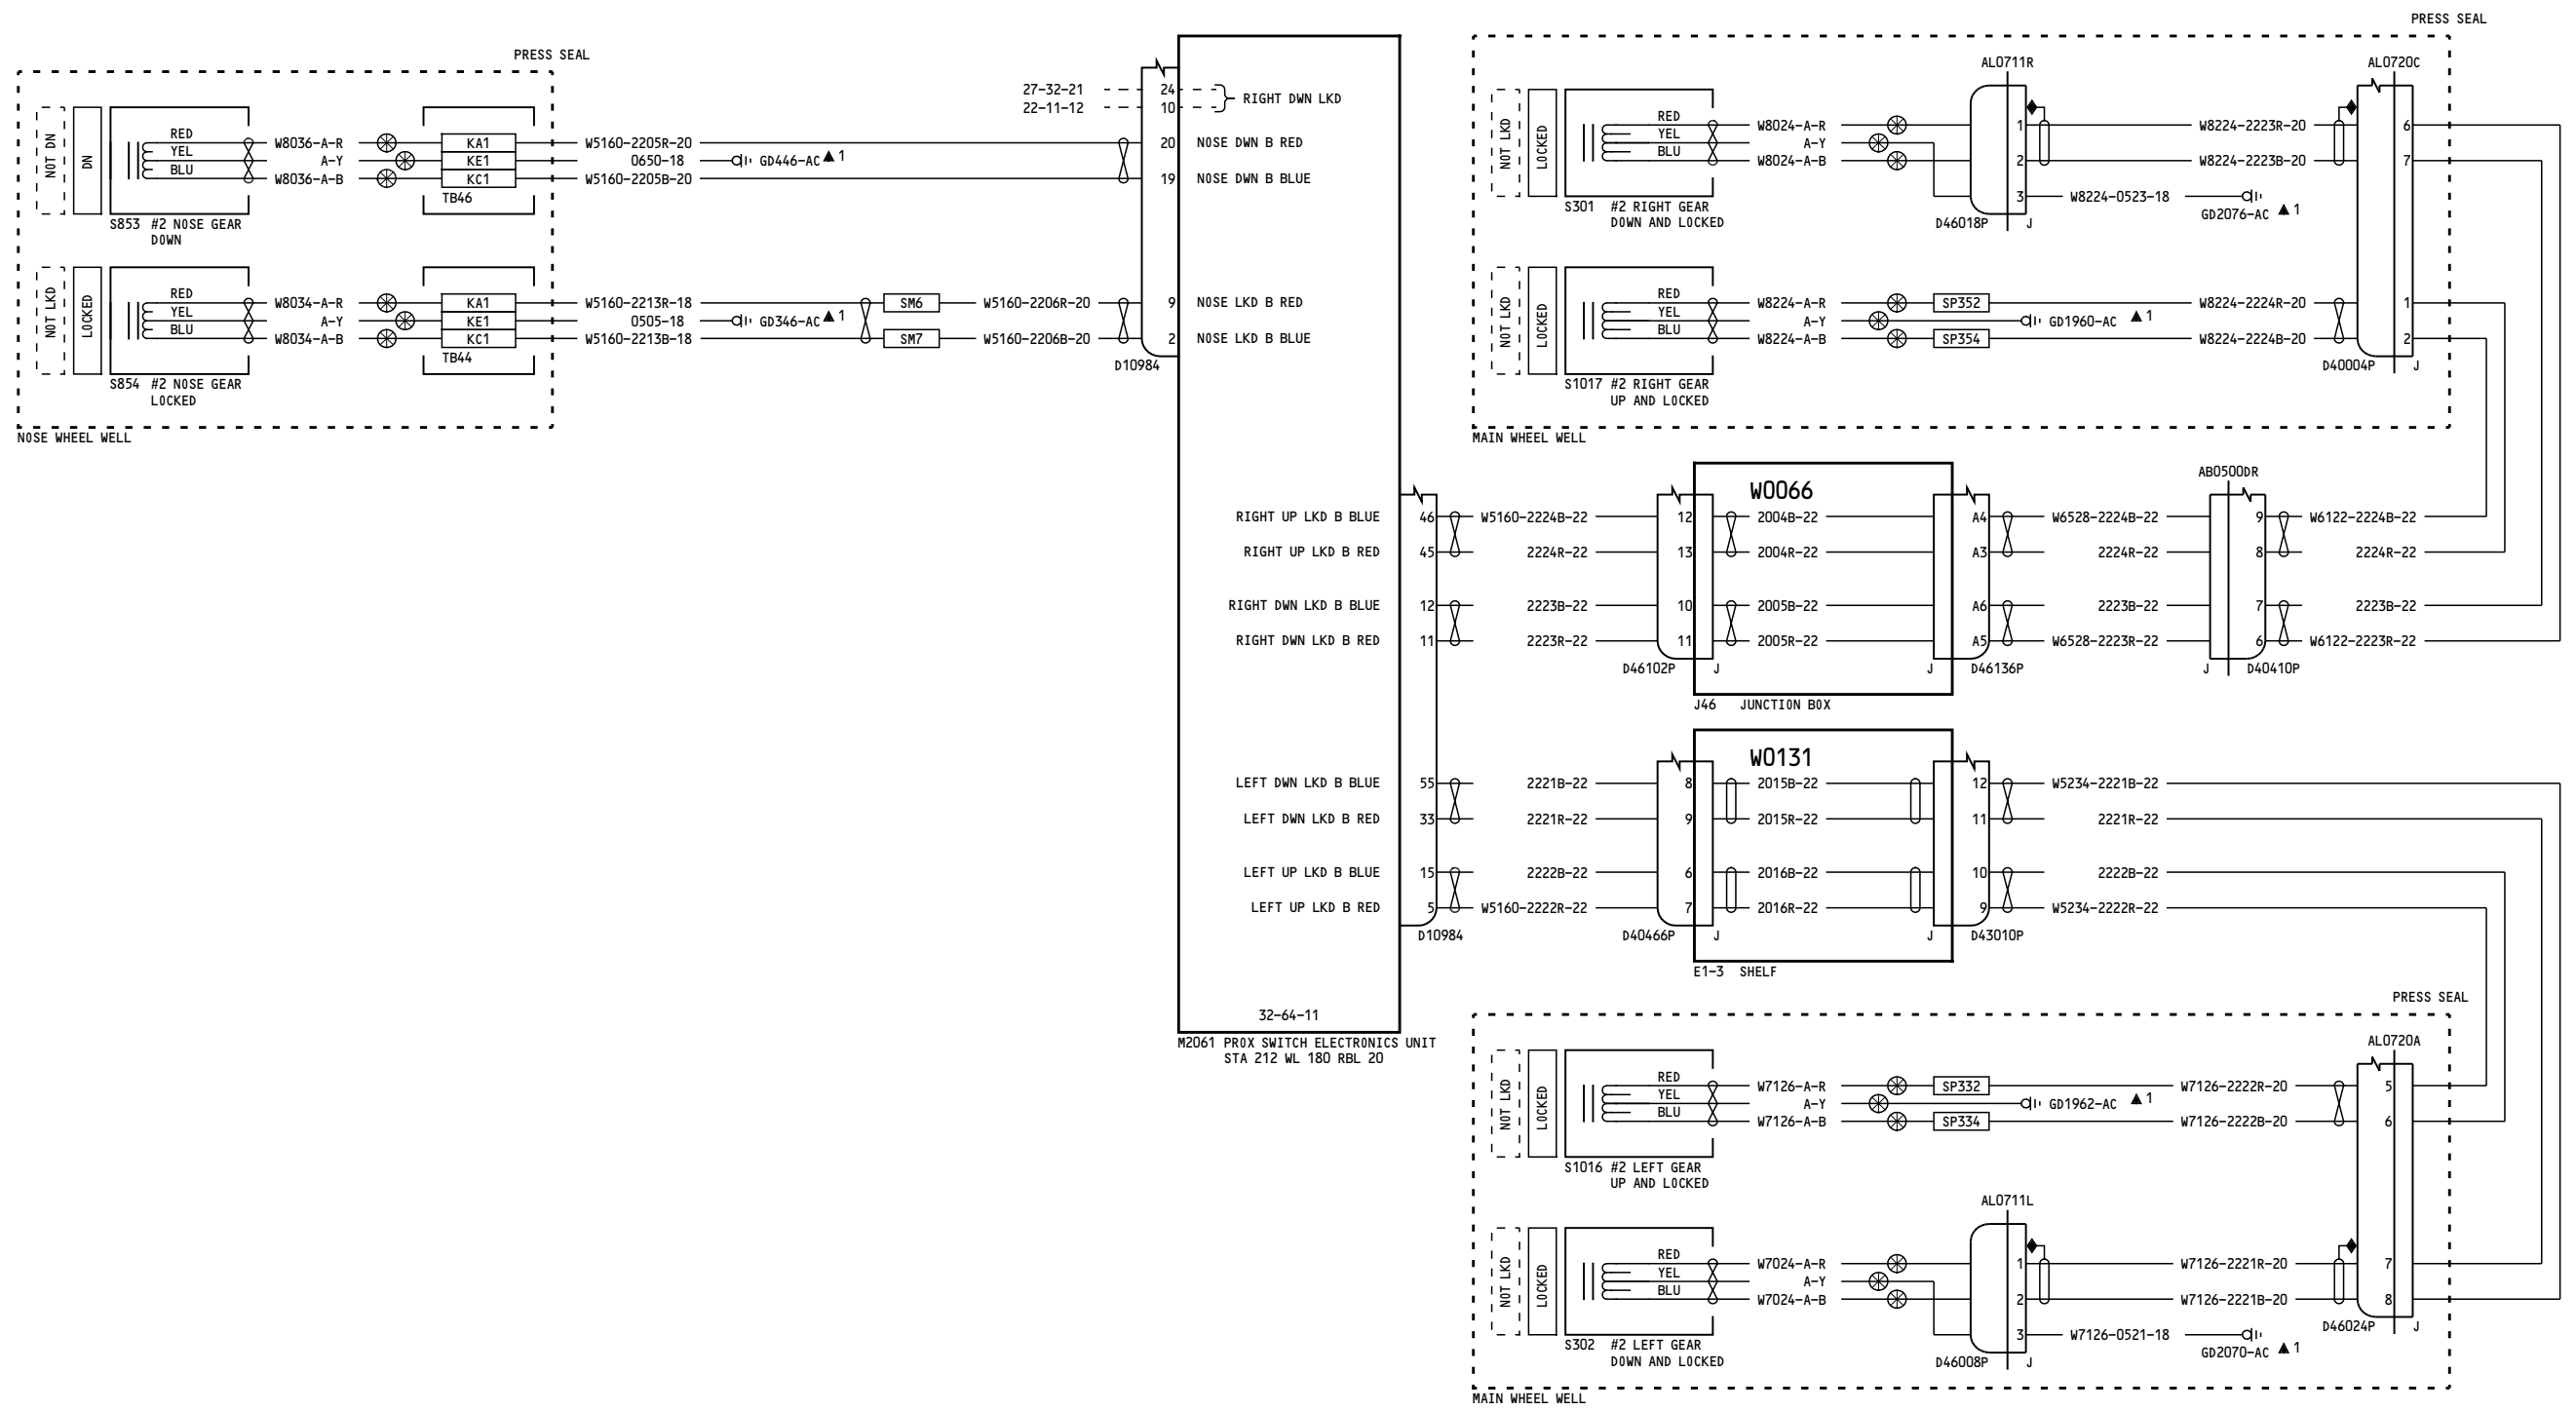 PRESS SEAL
NOT DN
DN
RED
YEL
BLU
W8036-A-R
A-Y
W8036-A-B
KA1
KE1
KC1
TB46
W5160-2205R-20
0650-18
W5160-2205B-20
GD446-AC 1
S853 #2 NOSE GEAR
DOWN
NOT LKD
LOCKED
RED
YEL
BLU
W8034-A-R
A-Y
W8034-A-B
KA1
KE1
KC1
TB44
W5160-2213R-18
0505-18
W5160-2213B-18
GD346-AC 1
SM6
SM7
W5160-2206R-20
W5160-2206B-20
S854 #2 NOSE GEAR
LOCKED
NOSE WHEEL WELL
27-32-21
22-11-12
24
10
RIGHT DWN LKD
20 NOSE DWN B RED
19 NOSE DWN B BLUE
9 NOSE LKD B RED
2 NOSE LKD B BLUE
D10984
RIGHT UP LKD B BLUE 46
RIGHT UP LKD B RED 45
RIGHT DWN LKD B BLUE 12
RIGHT DWN LKD B RED 11
LEFT DWN LKD B BLUE 55
LEFT DWN LKD B RED 33
LEFT UP LKD B BLUE 15
LEFT UP LKD B RED 5
D10984
32-64-11
M2061 PROX SWITCH ELECTRONICS UNIT
STA 212 WL 180 RBL 20
PRESS SEAL
NOT LKD
LOCKED
RED
YEL
BLU
W8024-A-R
A-Y
W8024-A-B
S301 #2 RIGHT GEAR
DOWN AND LOCKED
AL0711R
1
2
3
D46018P J
W8224-2223R-20
W8224-2223B-20
W8224-0523-18
GD2076-AC 1
AL0720C
6
7
1
2
D40004P J
NOT LKD
LOCKED
RED
YEL
BLU
W8224-A-R
A-Y
W8224-A-B
SP352
SP354
GD1960-AC 1
W8224-2224R-20
W8224-2224B-20
S1017 #2 RIGHT GEAR
UP AND LOCKED
MAIN WHEEL WELL
W0066
AB0500DR
W5160-2224B-22 12 2004B-22 A4 W6528-2224B-22 9 W6122-2224B-22
2224R-22 13 2004R-22 A3 2224R-22 8 2224R-22
2223B-22 10 2005B-22 A6 2223B-22 7 2223B-22
2223R-22 11 2005R-22 A5 W6528-2223R-22 6 W6122-2223R-22
D46102P J J D46136P J D40410P
J46 JUNCTION BOX
W0131
2221B-22 8 2015B-22 12 W5234-2221B-22
2221R-22 9 2015R-22 11 2221R-22
2222B-22 6 2016B-22 10 2222B-22
W5160-2222R-22 7 2016R-22 9 W5234-2222R-22
D40466P J J D43010P
E1-3 SHELF
PRESS SEAL
NOT LKD
LOCKED
RED
YEL
BLU
W7126-A-R
A-Y
W7126-A-B
SP332
SP334
GD1962-AC 1
W7126-2222R-20
W7126-2222B-20
AL0720A
5
6
7
8
D46024P J
S1016 #2 LEFT GEAR
UP AND LOCKED
NOT LKD
LOCKED
RED
YEL
BLU
W7024-A-R
A-Y
W7024-A-B
AL0711L
1
2
3
D46008P J
W7126-2221R-20
W7126-2221B-20
W7126-0521-18
GD2070-AC 1
S302 #2 LEFT GEAR
DOWN AND LOCKED
MAIN WHEEL WELL